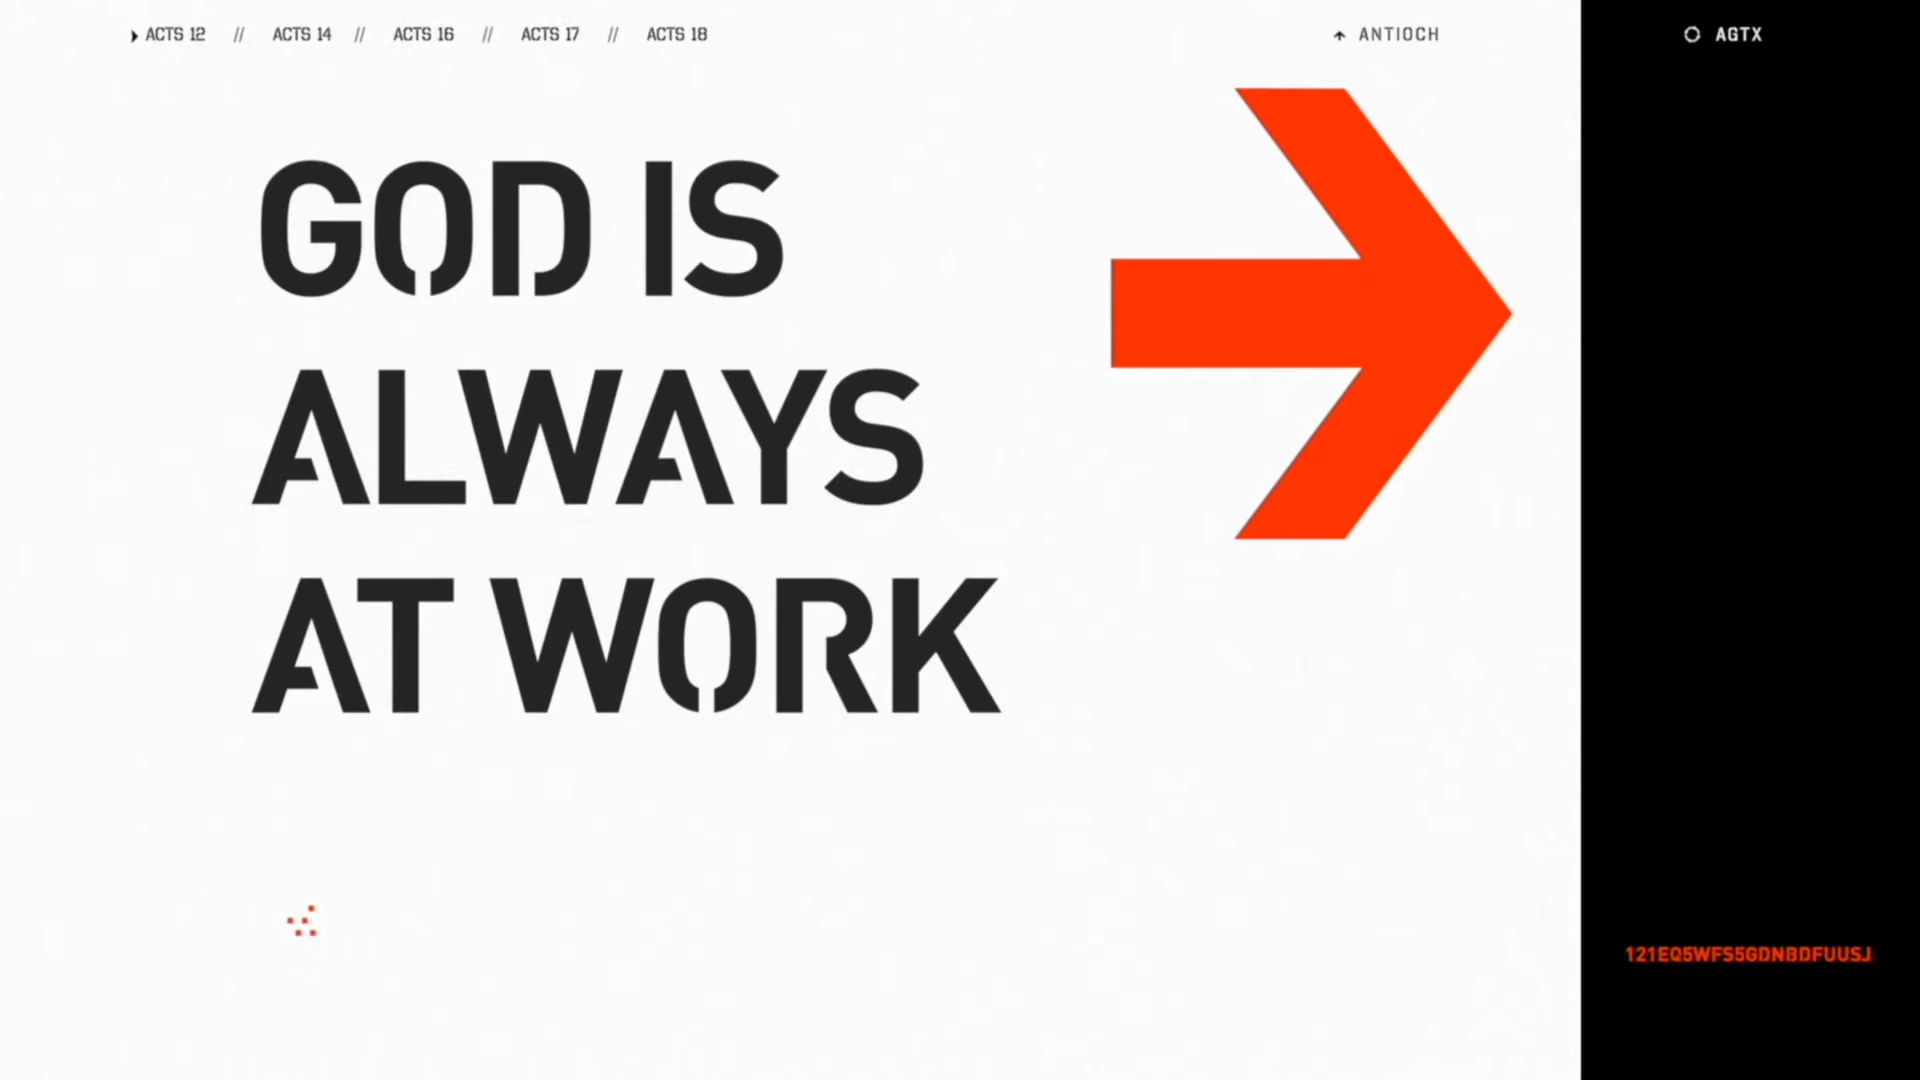 ACTS 12 // ACTS 14 // ACTS 16 // ACTS 17 // ACTS 18
ANTIOCH
AGTX
GOD IS
ALWAYS
AT WORK
121EQ5WFS5GDNBDFUUSJ